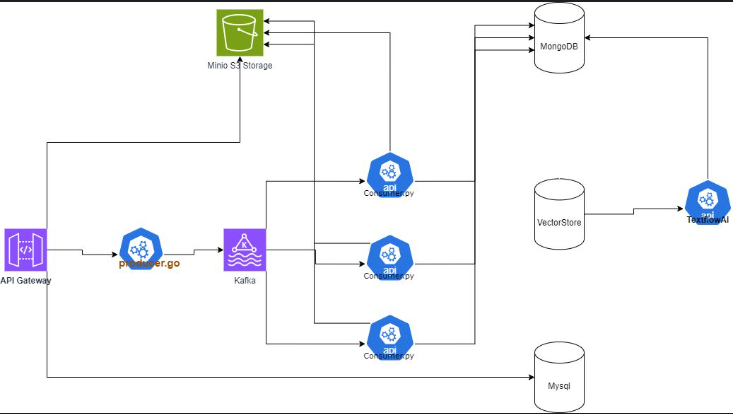 Minio S3 Storage
MongoDB
api
Consumer.py
VectorStore
api
TextflowAI
API Gateway
producer.go
K
Kafka
api
Consumer.py
api
Consumer.py
Mysql